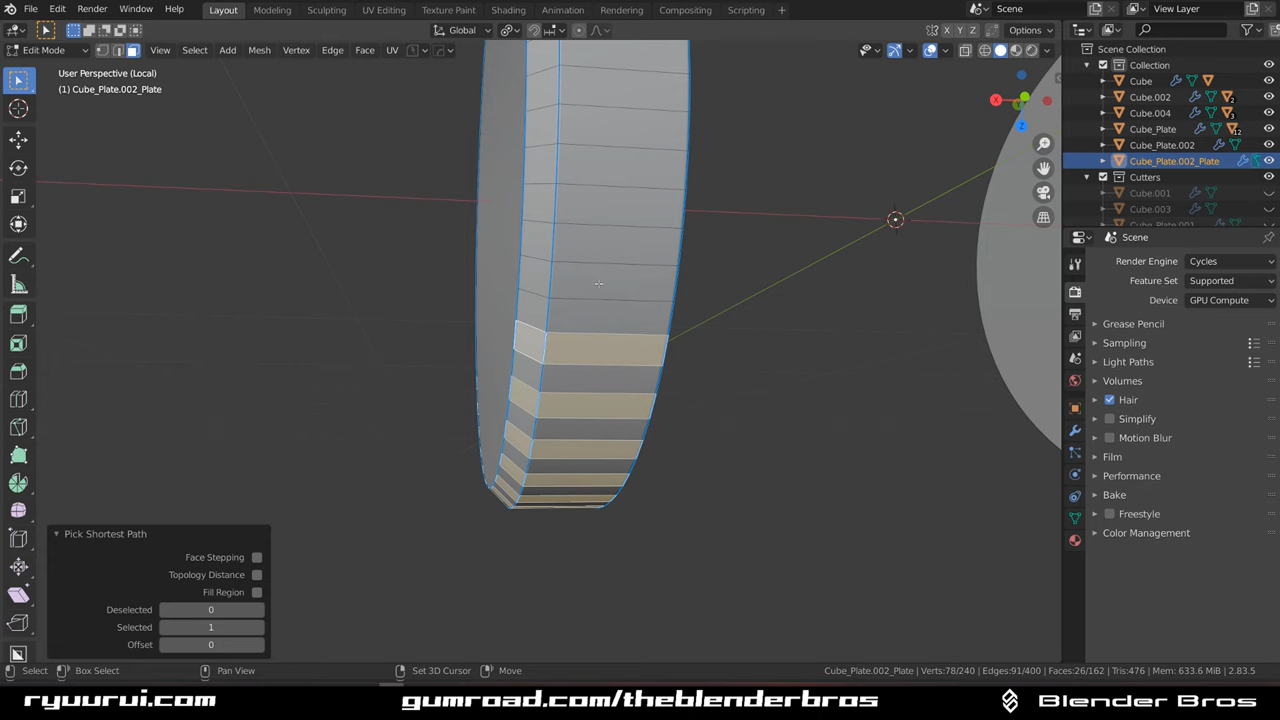 File Edit Render Window Help Layout Modeling Sculpting UV Editing Texture Paint Shading Animation Rendering Compositing Scripting Scene View Layer
Global X Y Z Options
Edit Mode View Select Add Mesh Vertex Edge Face UV
User Perspective (Local)
(1) Cube_Plate.002_Plate
X
Z
Scene Collection
Collection
Cube
Cube.002 2
Cube.004 3
Cube_Plate 12
Cube_Plate.002
Cube_Plate.002_Plate
Cutters
Cube.001
Cube.003
Cube_Plate.001
Scene
Render Engine Cycles
Feature Set Supported
Device GPU Compute
Grease Pencil
Sampling
Light Paths
Volumes
Hair
Simplify
Motion Blur
Film
Performance
Bake
Freestyle
Color Management
Pick Shortest Path
Face Stepping
Topology Distance
Fill Region
Deselected 0
Selected 1
Offset 0
Select Box Select Pan View Set 3D Cursor Move Cube_Plate.002_Plate | Verts:78/240 | Edges:91/400 | Faces:26/162 | Tris:476 | Mem: 633.6 MiB | 2.83.5
ryuurui.com gumroad.com/theblenderbros Blender Bros